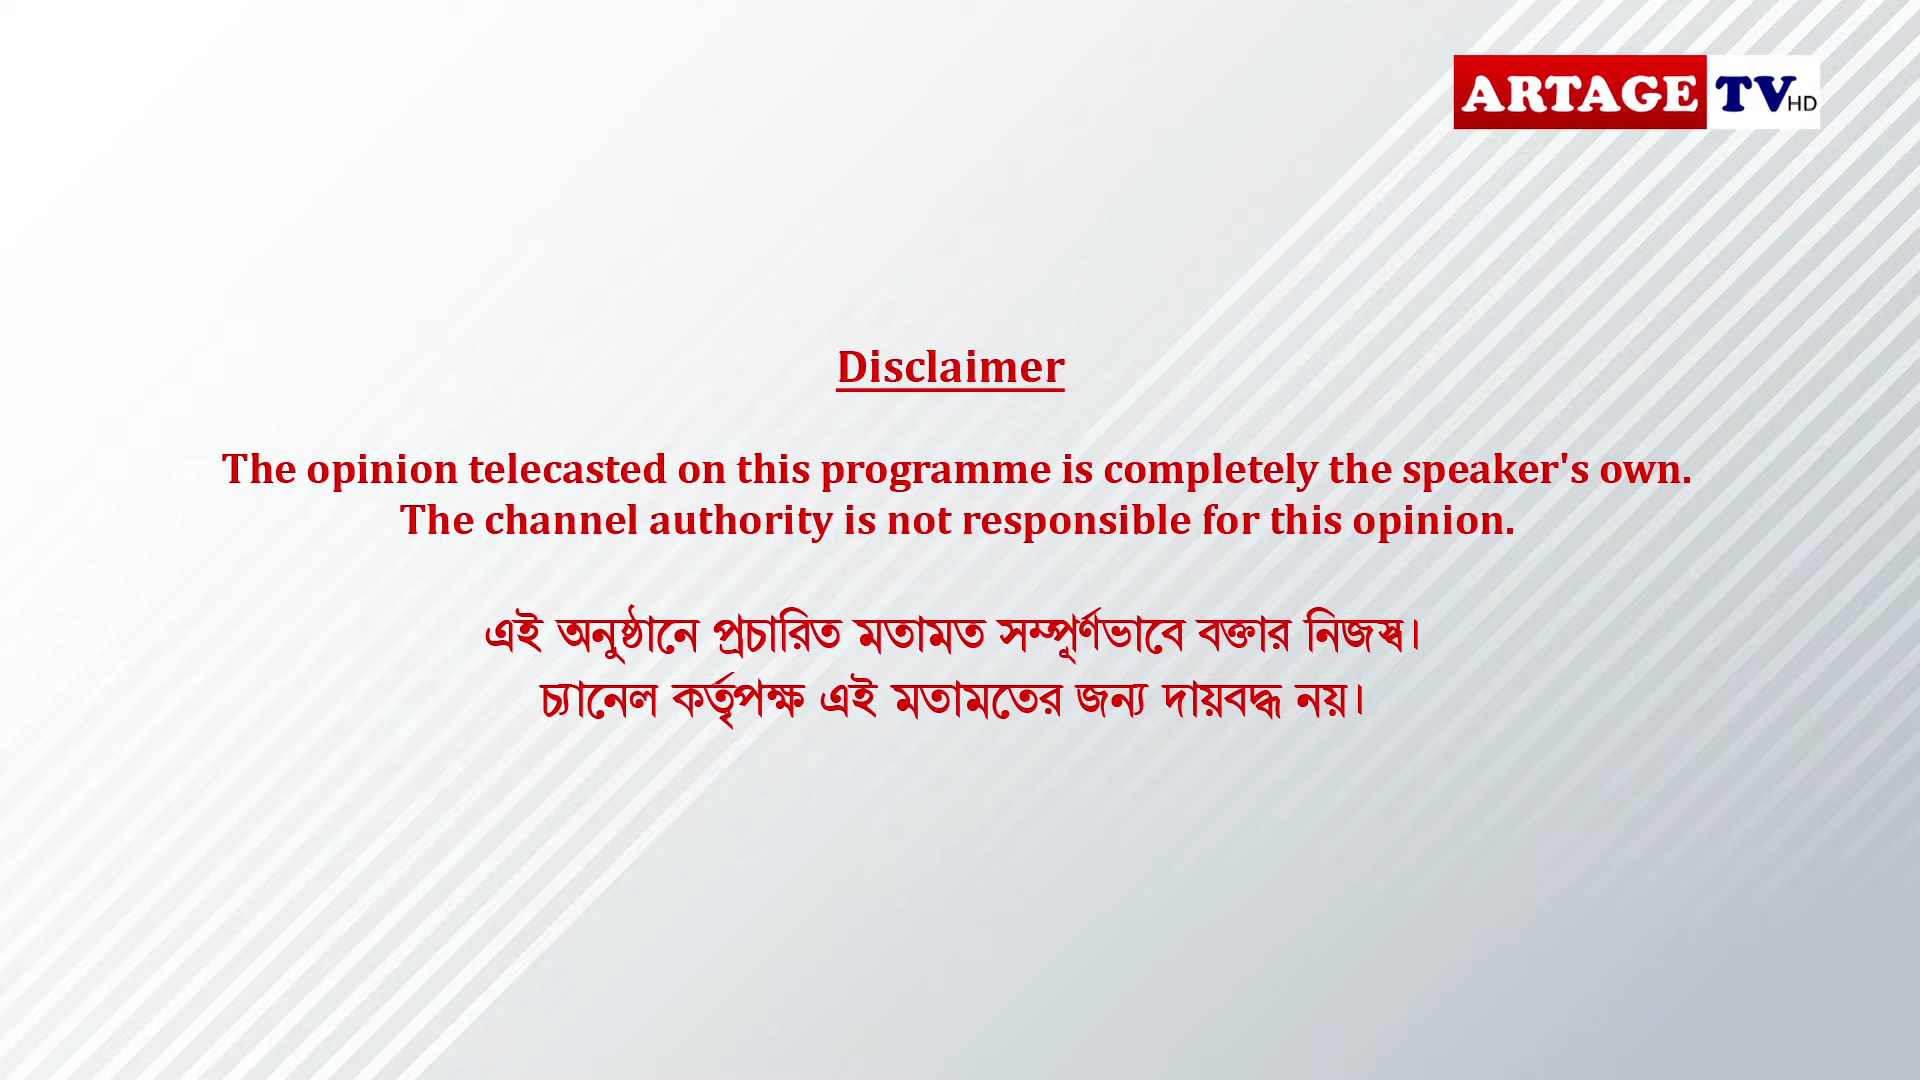 ARTAGE TV HD
Disclaimer
The opinion telecasted on this programme is completely the speaker's own.
The channel authority is not responsible for this opinion.
এই অনুষ্ঠানে প্রচারিত মতামত সম্পূর্ণভাবে বক্তার নিজস্ব।
চ্যানেল কর্তৃপক্ষ এই মতামতের জন্য দায়বদ্ধ নয়।